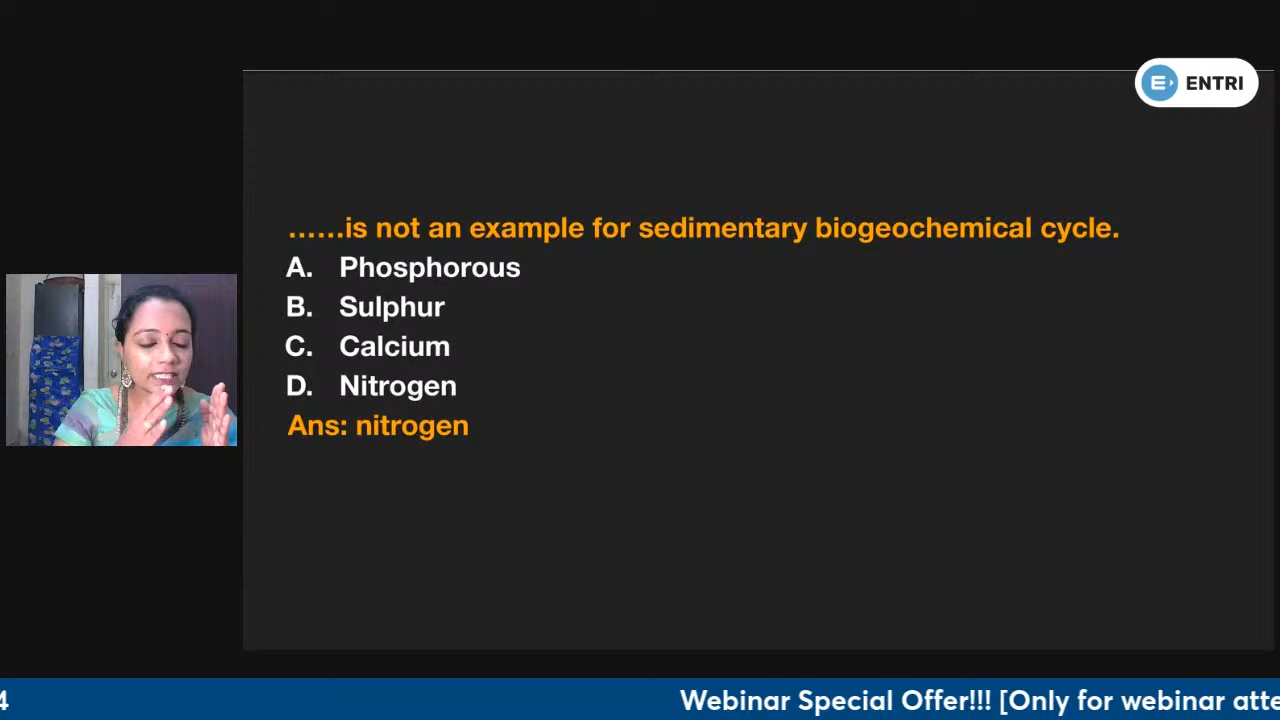 ENTRI
......is not an example for sedimentary biogeochemical cycle.
A. Phosphorous
B. Sulphur
C. Calcium
D. Nitrogen
Ans: nitrogen
4
Webinar Special Offer!!! [Only for webinar atte